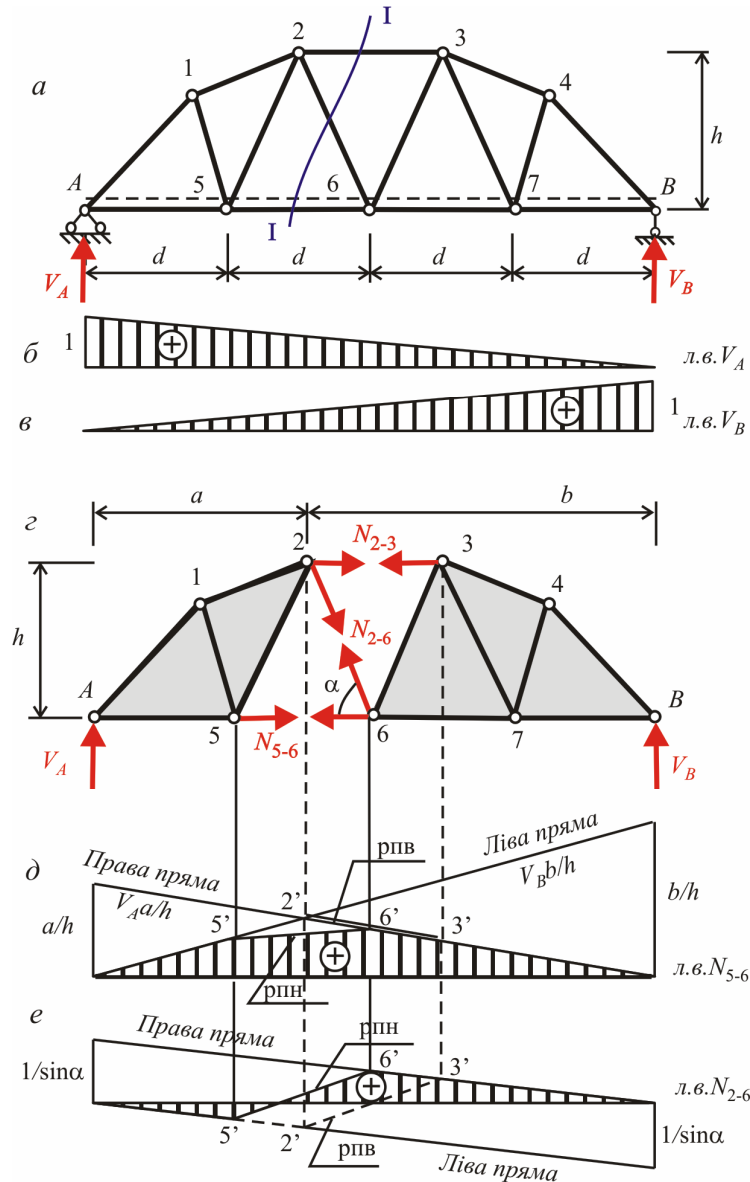 I
2
3
а
1
4
h
A
5
6
7
B
I
d
d
d
d
V_A
V_B
б
1
л.в.V_A
в
1
л.в.V_B
г
a
b
2
N_2-3
3
1
4
h
N_2-6
α
A
B
5
N_5-6
6
7
V_A
V_B
д
Права пряма
рпв
Ліва пряма
V_A a/h
V_B b/h
a/h
b/h
2'
5'
6'
3'
рпн
л.в.N_5-6
е
Права пряма
рпн
1/sinα
6'
3'
л.в.N_2-6
5'
2'
рпв
Ліва пряма
1/sinα